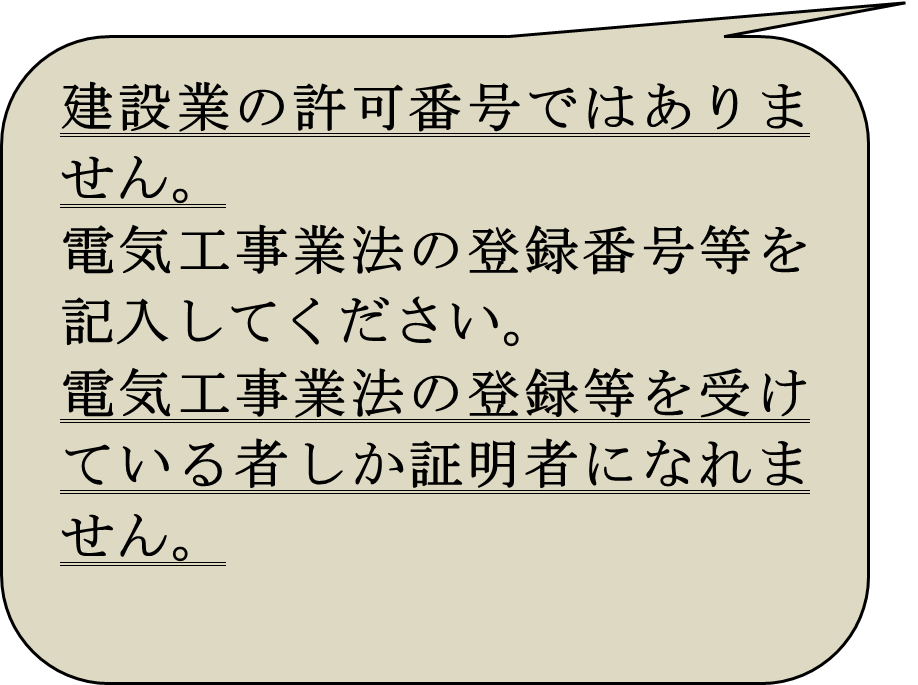 建設業の許可番号ではありま
せん。
電気工事業法の登録番号等を
記入してください。
電気工事業法の登録等を受け
ている者しか証明者になれま
せん。